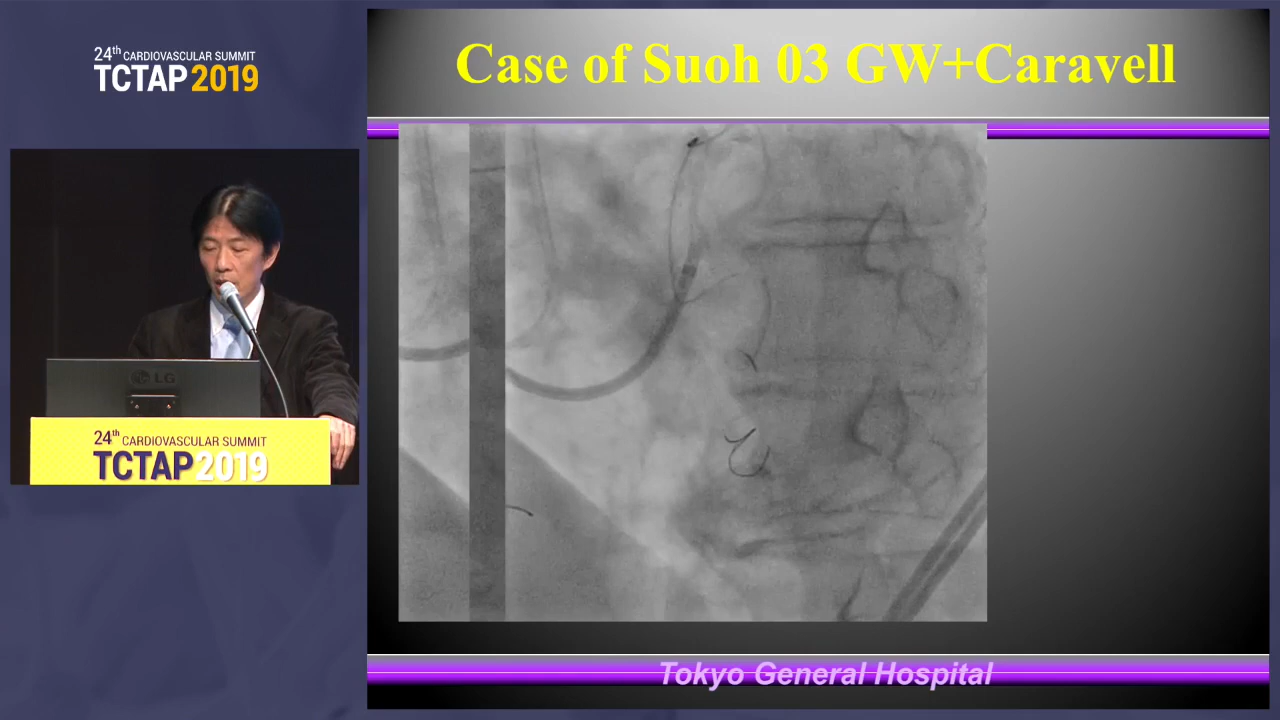 24th CARDIOVASCULAR SUMMIT
TCTAP 2019
Case of Suoh 03 GW+Caravell
LG
24th CARDIOVASCULAR SUMMIT
TCTAP 2019
Tokyo General Hospital